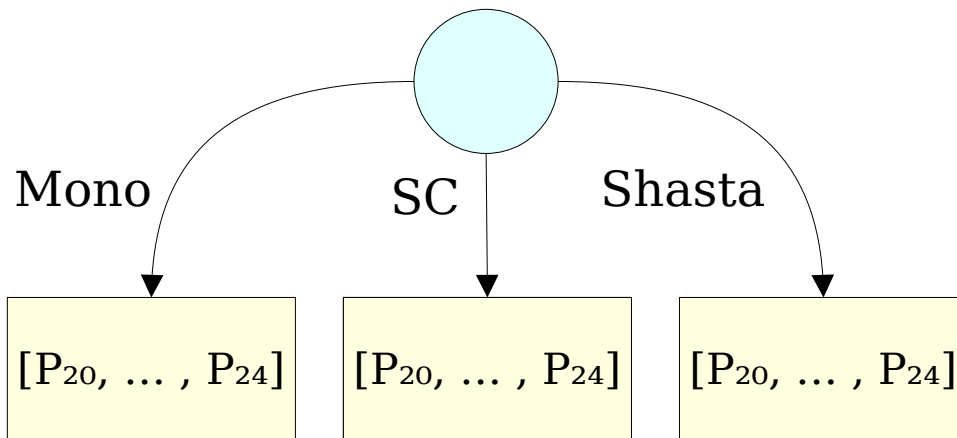 Mono
SC
Shasta
[P₂₀, ... , P₂₄]
[P₂₀, ... , P₂₄]
[P₂₀, ... , P₂₄]